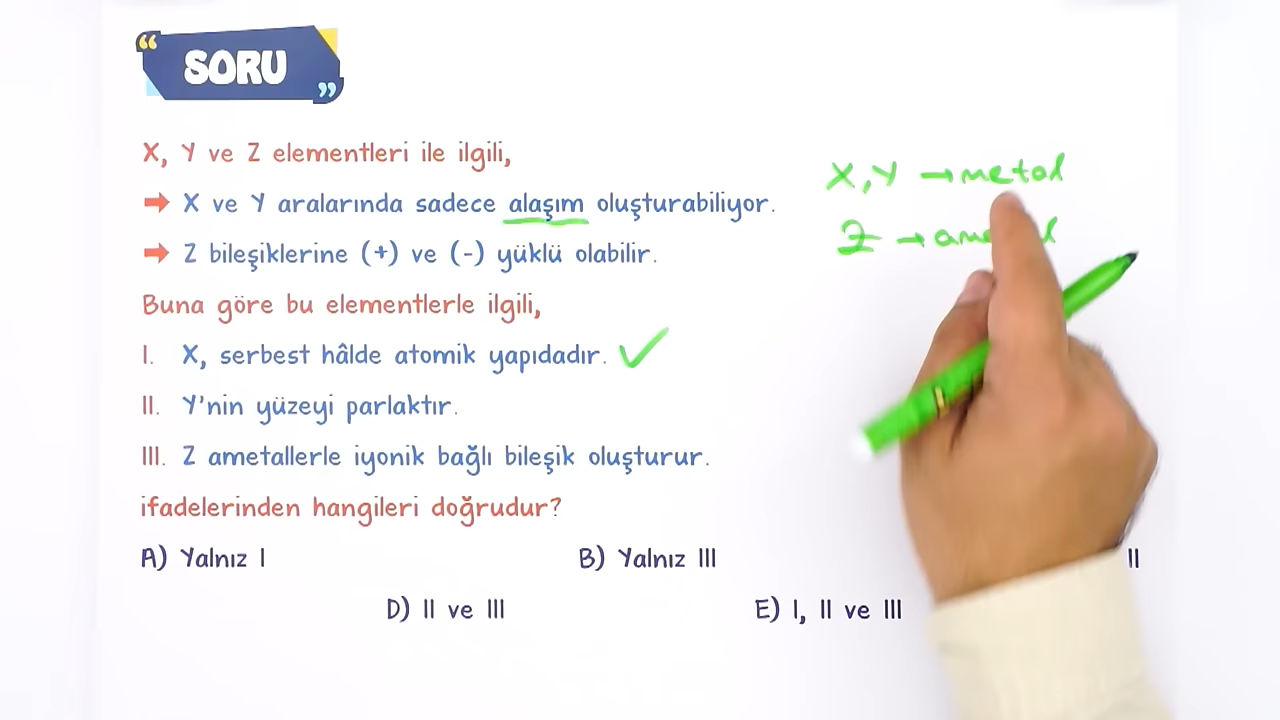 SORU
X, Y ve Z elementleri ile ilgili,
X ve Y aralarında sadece alaşım oluşturabiliyor.
Z bileşiklerine (+) ve (-) yüklü olabilir.
Buna göre bu elementlerle ilgili,
I. X, serbest hâlde atomik yapıdadır.
II. Y'nin yüzeyi parlaktır.
III. Z ametallerle iyonik bağlı bileşik oluşturur.
ifadelerinden hangileri doğrudur?
A) Yalnız I
B) Yalnız III
II
D) II ve III
E) I, II ve III
X, Y → metal
Z →